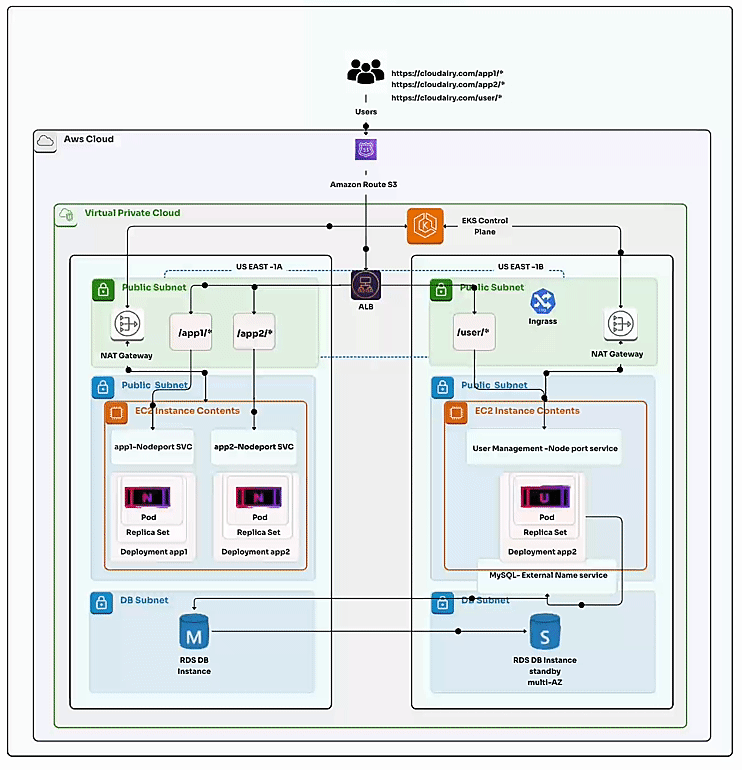 https://cloudairy.com/app1/*
https://cloudairy.com/app2/*
https://cloudairy.com/user/*
Users
Aws Cloud
Amazon Route S3
Virtual Private Cloud
EKS Control
Plane
US EAST -1A
US EAST -1B
Public Subnet
Public Subnet
ALB
/app1/*
/app2/*
/user/*
Ingrass
NAT Gateway
NAT Gateway
Public Subnet
Public Subnet
EC2 Instance Contents
EC2 Instance Contents
app1-Nodeport SVC
app2-Nodeport SVC
User Management -Node port service
N
N
U
Pod
Pod
Pod
Replica Set
Replica Set
Replica Set
Deployment app1
Deployment app2
Deployment app2
MySQL- External Name service
DB Subnet
DB Subnet
M
S
RDS DB
Instance
RDS DB Instance
standby
multi-AZ